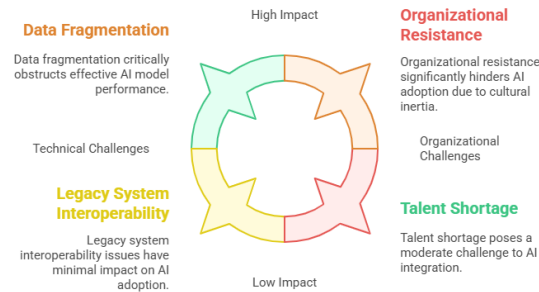 High Impact
Data Fragmentation
Data fragmentation critically
obstructs effective AI model
performance.
Organizational
Resistance
Organizational resistance
significantly hinders AI
adoption due to cultural
inertia.
Technical Challenges
Organizational
Challenges
Legacy System
Interoperability
Legacy system
interoperability issues have
minimal impact on AI
adoption.
Talent Shortage
Talent shortage poses a
moderate challenge to AI
integration.
Low Impact